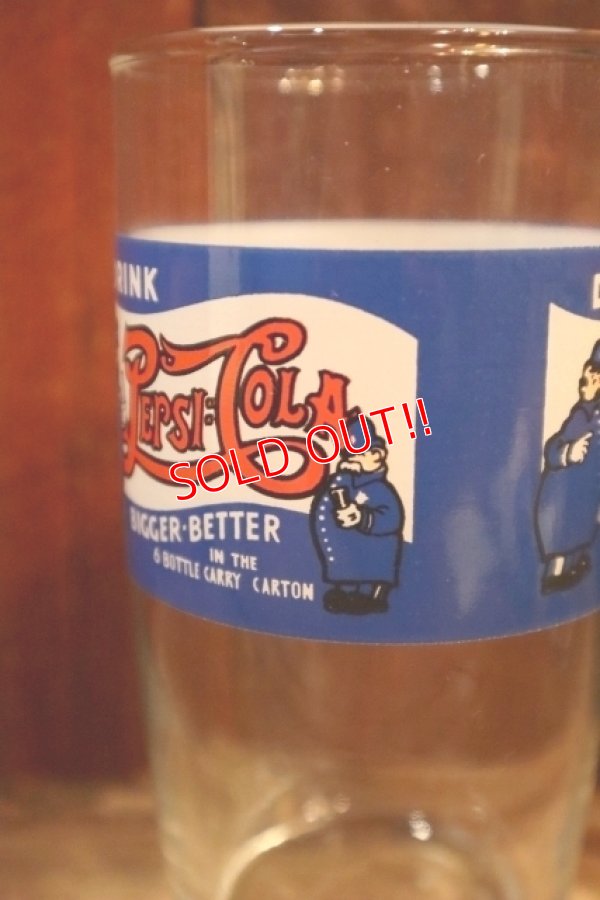 DRINK
PEPSI:COLA
SOLD OUT!!
BIGGER·BETTER
IN THE
6 BOTTLE CARRY CARTON